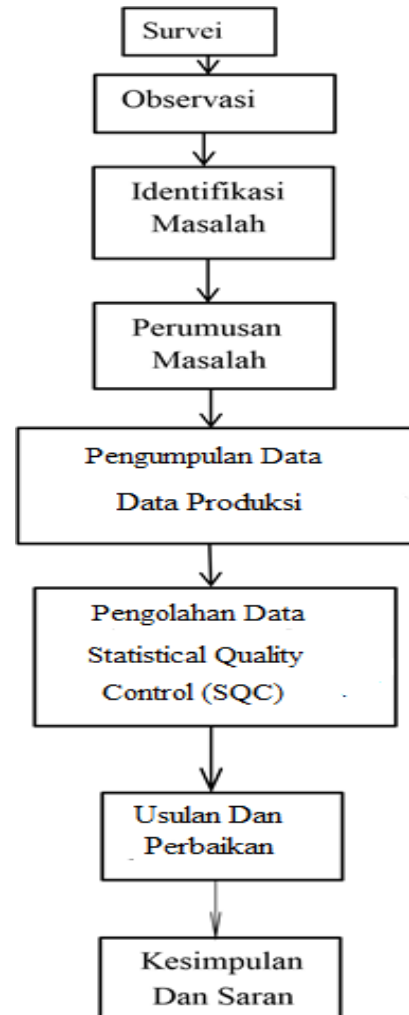 Survei
Observasi
Identifikasi
Masalah
Perumusan
Masalah
Pengumpulan Data
Data Produksi
Pengolahan Data
Statistical Quality
Control (SQC)
Usulan Dan
Perbaikan
Kesimpulan
Dan Saran